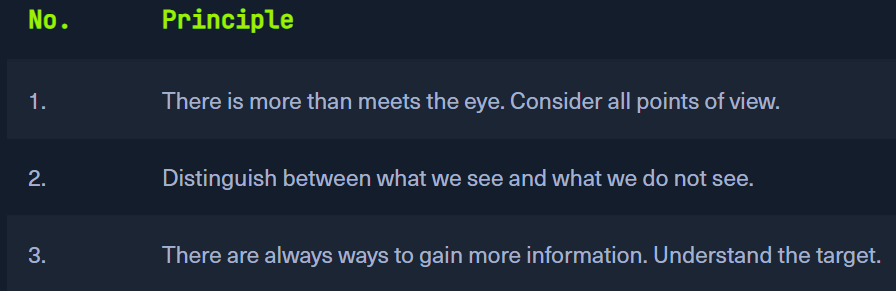 No. Principle
1. There is more than meets the eye. Consider all points of view.
2. Distinguish between what we see and what we do not see.
3. There are always ways to gain more information. Understand the target.